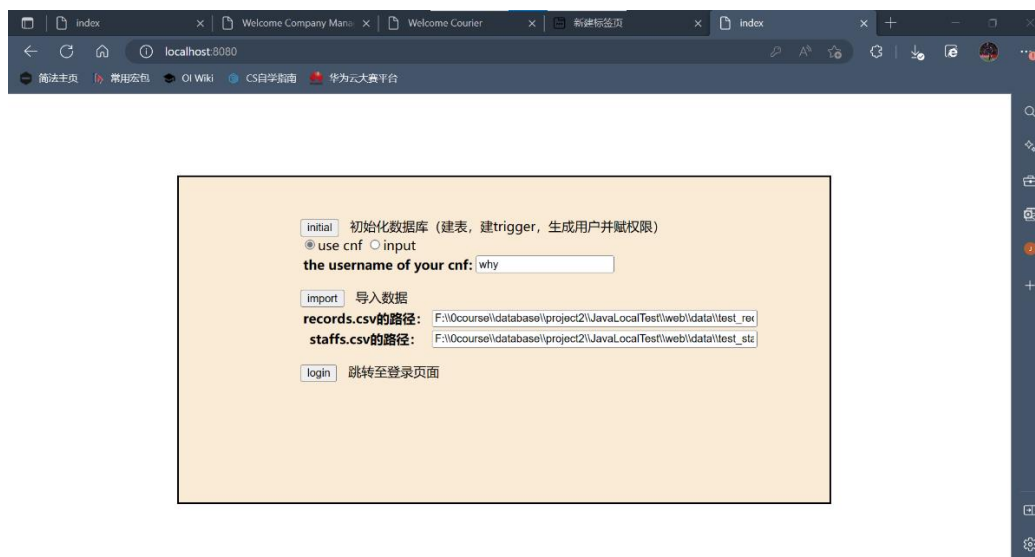 index
Welcome Company Mana
Welcome Courier
新建标签页
index
localhost:8080
简法主页
常用宏包
OI Wiki
CS自学指南
华为云大赛平台
initial 初始化数据库（建表，建trigger，生成用户并赋权限）
use cnf input
the username of your cnf: why
import 导入数据
records.csv的路径： F:\\0course\\database\\project2\\JavaLocalTest\\web\\data\\test_rec
staffs.csv的路径： F:\\0course\\database\\project2\\JavaLocalTest\\web\\data\\test_sta
login 跳转至登录页面